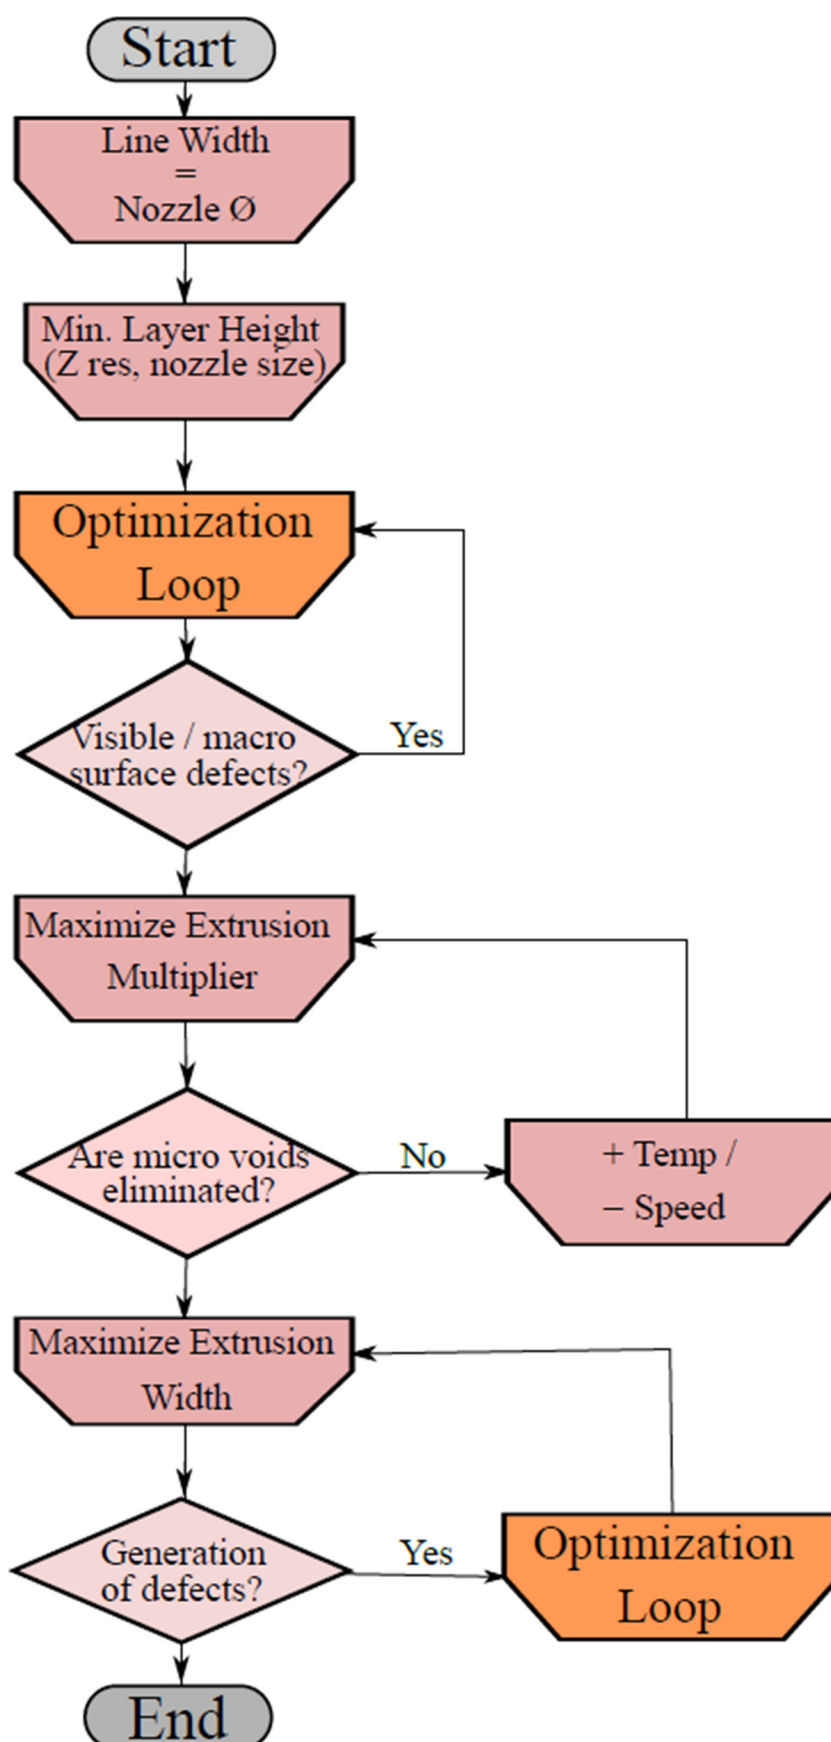 Start
Line Width
=
Nozzle Ø
Min. Layer Height
(Z res, nozzle size)
Optimization
Loop
Visible / macro
surface defects?
Yes
Maximize Extrusion
Multiplier
Are micro voids
eliminated?
No
+ Temp /
− Speed
Maximize Extrusion
Width
Generation
of defects?
Yes
Optimization
Loop
End